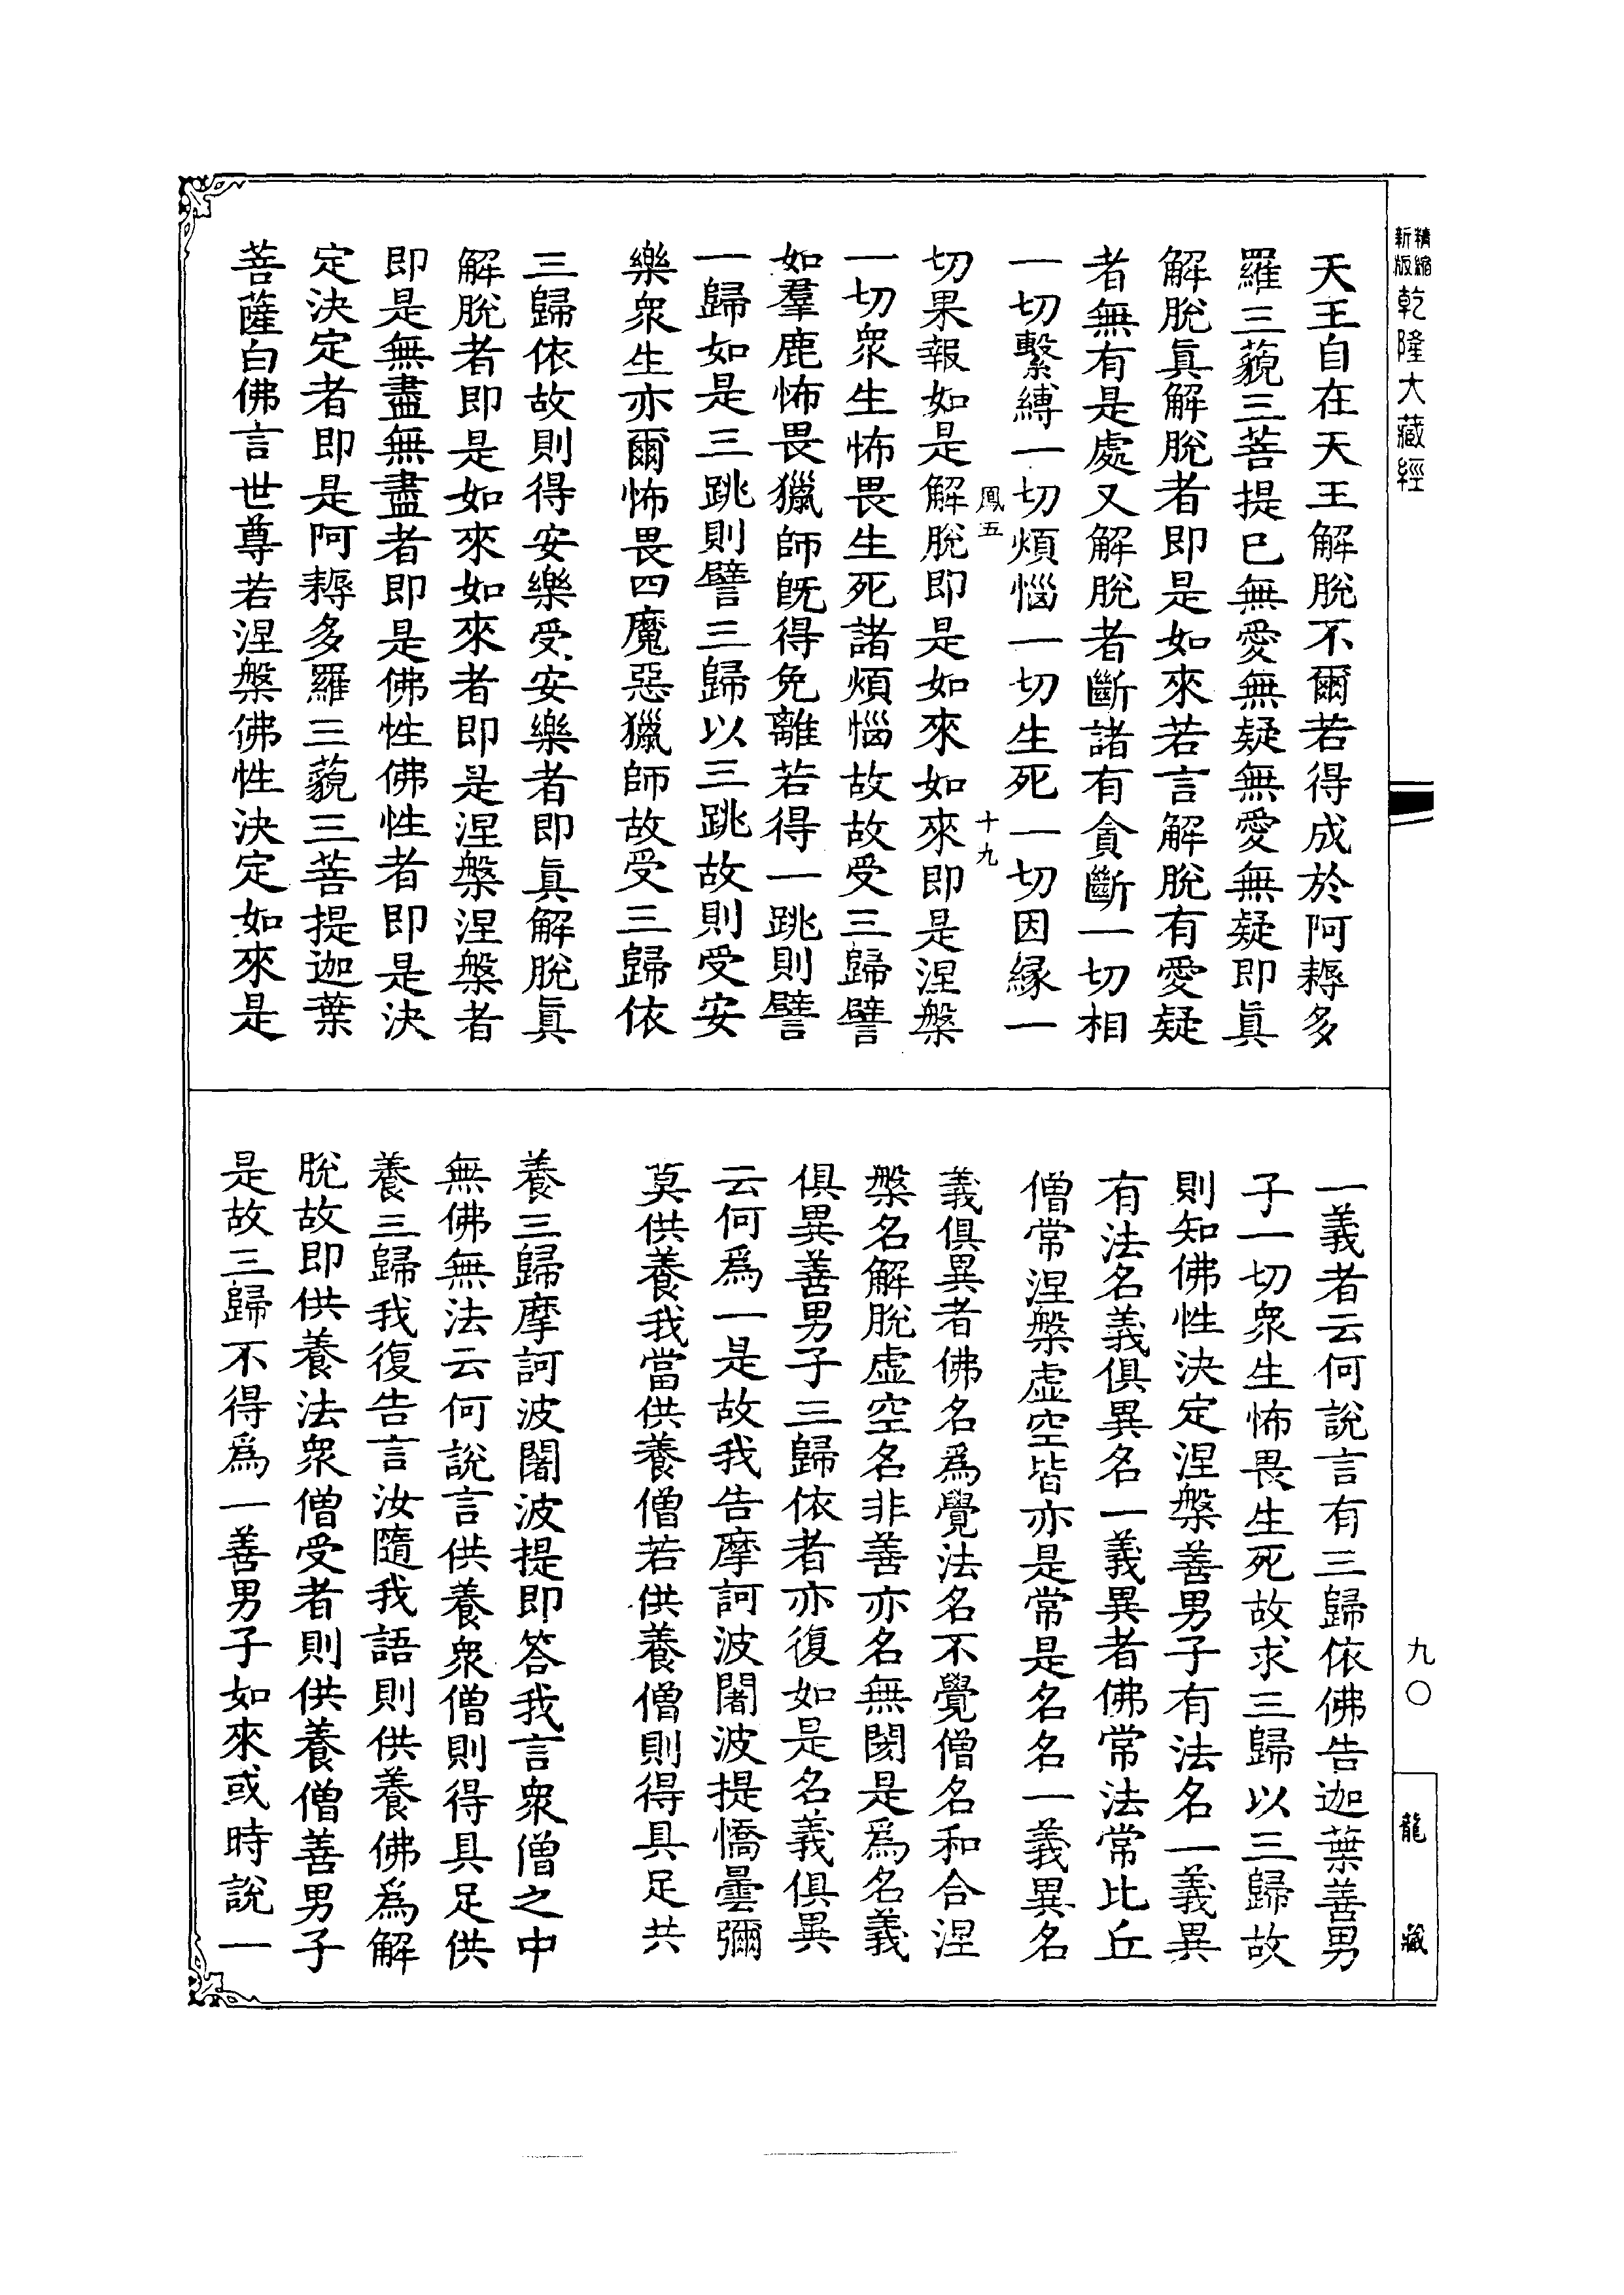 精縮
新版
乾隆大藏經
天王自在天王解脫不爾若得成於阿耨多
羅三藐三菩提已無愛無疑無愛無疑即眞
解脫眞解脫者即是如來若言解脫有愛疑
者無有是處又解脫者斷諸有貪斷一切相
一切繫縛一切煩惱一切生死一切因緣一
鳳五
十九
切果報如是解脫即是如來如來即是涅槃
一切衆生怖畏生死諸煩惱故故受三歸譬
如羣鹿怖畏獵師旣得免離若得一跳則譬
一歸如是三跳則譬三歸以三跳故則受安
樂衆生亦爾怖畏四魔惡獵師故受三歸依
三歸依故則得安樂受安樂者即眞解脫眞
解脫者即是如來如來者即是涅槃涅槃者
即是無盡無盡者即是佛性佛性者即是決
定決定者即是阿耨多羅三藐三菩提迦葉
菩薩白佛言世尊若涅槃佛性決定如來是
一義者云何說言有三歸依佛告迦葉善男
子一切衆生怖畏生死故求三歸以三歸故
則知佛性決定涅槃善男子有法名一義異
有法名義俱異名一義異者佛常法常比丘
僧常涅槃虛空皆亦是常是名名一義異名
義俱異者佛名爲覺法名不覺僧名和合涅
槃名解脫虛空名非善亦名無閡是爲名義
俱異善男子三歸依者亦復如是名義俱異
云何爲一是故我告摩訶波闍波提憍曇彌
莫供養我當供養僧若供養僧則得具足共
養三歸摩訶波闍波提即答我言衆僧之中
無佛無法云何說言供養衆僧則得具足供
養三歸我復告言汝隨我語則供養佛爲解
脫故即供養法衆僧受者則供養僧善男子
是故三歸不得爲一善男子如來或時說一
九〇
龍藏